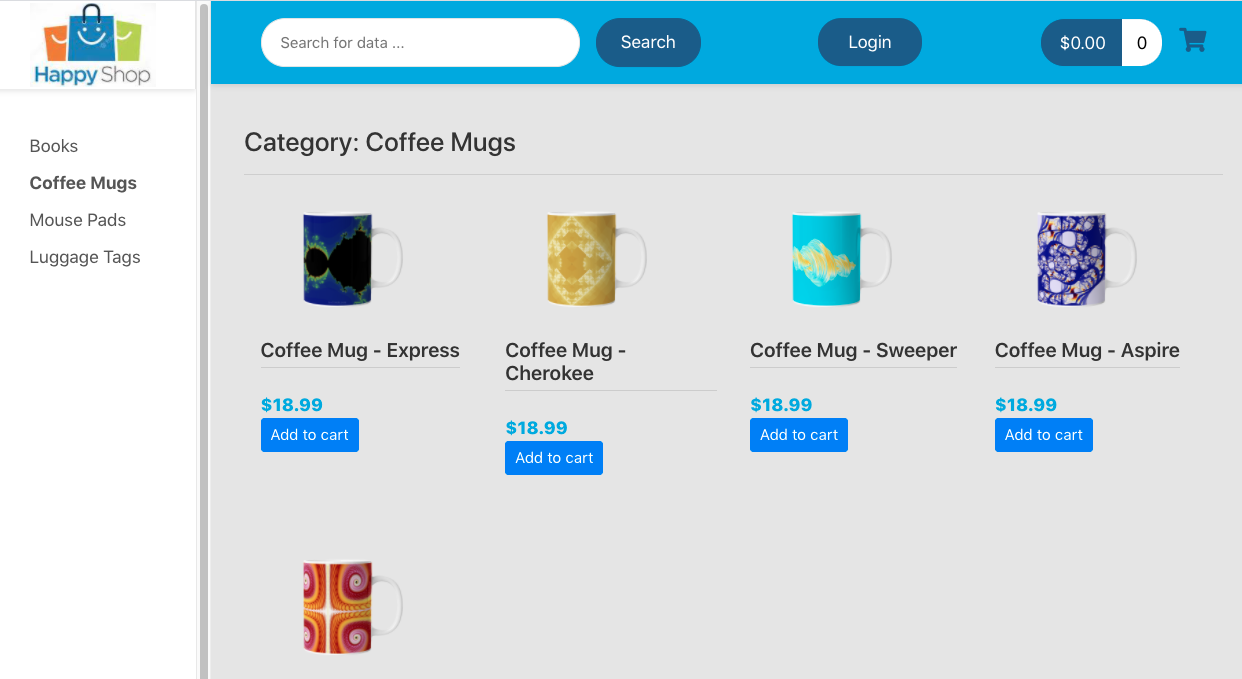 Happy Shop
Search for data ...
Search
Login
$0.00
0
Books
Coffee Mugs
Mouse Pads
Luggage Tags
Category: Coffee Mugs
Coffee Mug - Express
$18.99
Add to cart
Coffee Mug -
Cherokee
$18.99
Add to cart
Coffee Mug - Sweeper
$18.99
Add to cart
Coffee Mug - Aspire
$18.99
Add to cart